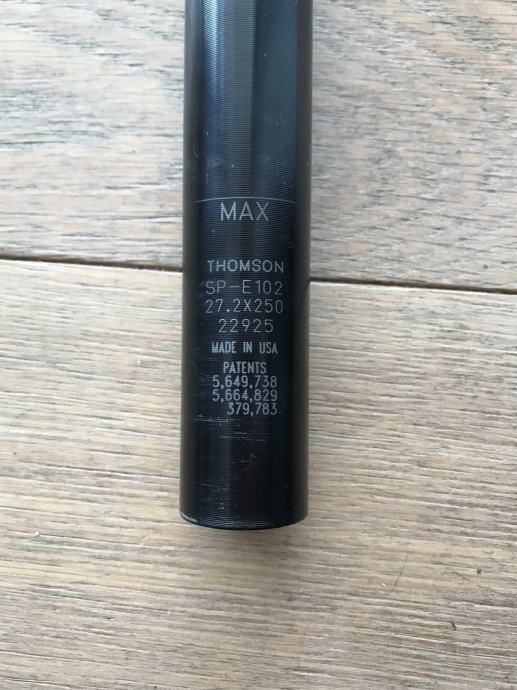 MAX
THOMSON
SP-E102
27.2X250
22925
MADE IN USA
PATENTS
5,649,738
5,664,829
379,783